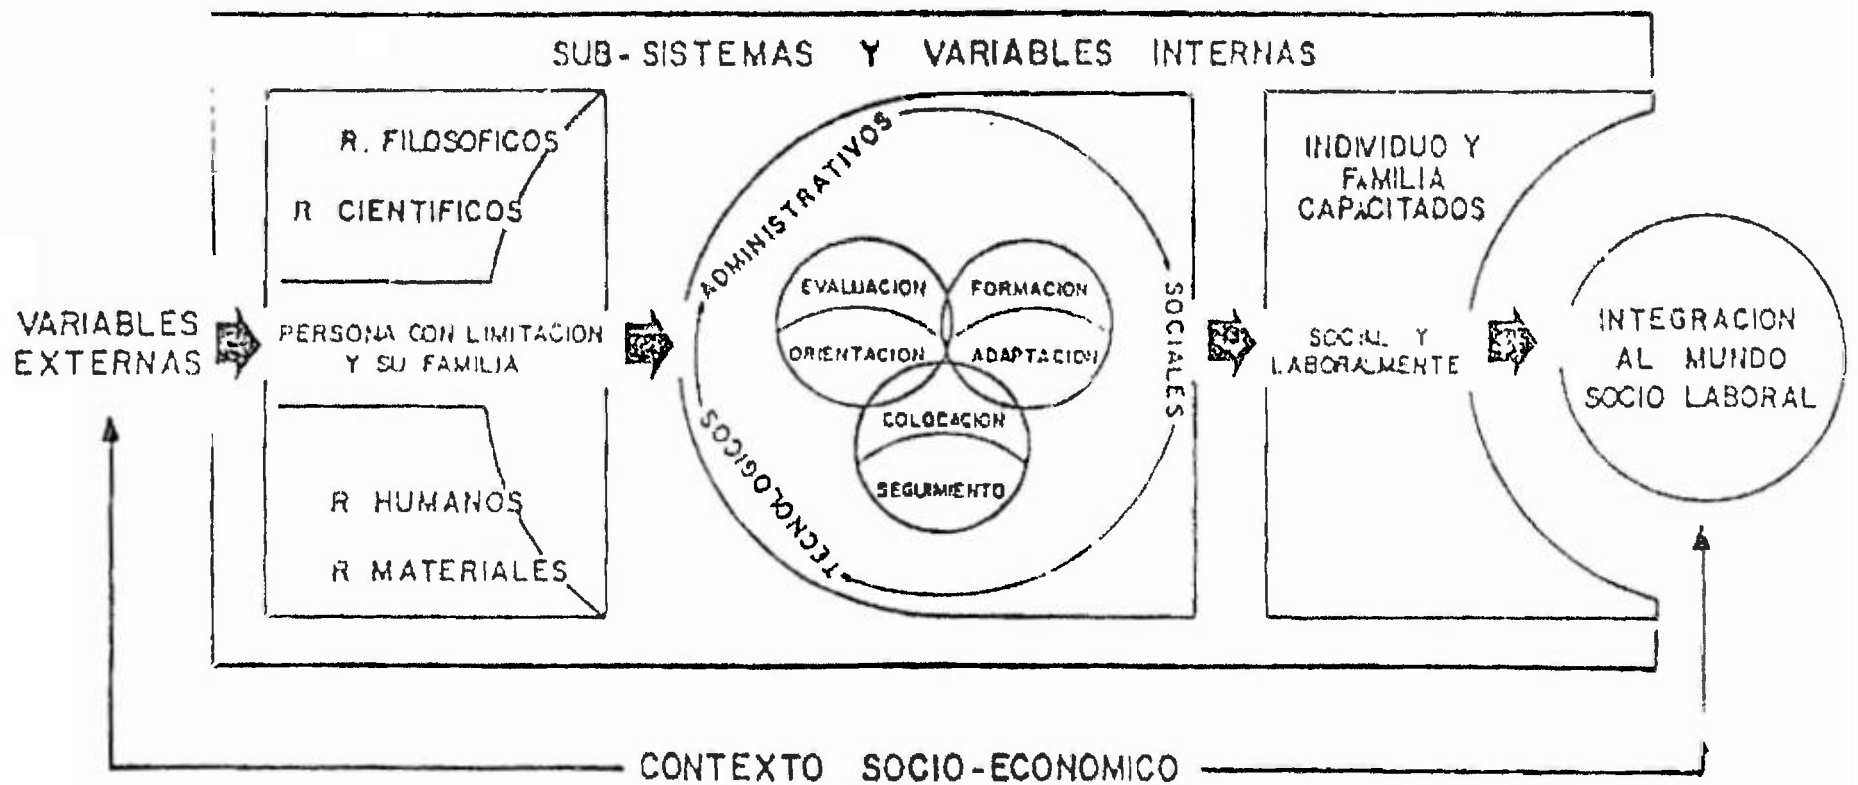 SUB-SISTEMAS Y VARIABLES INTERNAS
R. FILOSOFICOS
R CIENTIFICOS
VARIABLES
EXTERNAS
PERSONA CON LIMITACION
Y SU FAMILIA
R HUMANOS
R MATERIALES
ADMINISTRATIVOS
SOCIALES
TECNOLOGICOS
EVALUACION
ORIENTACION
FORMACION
ADAPTACION
COLOCACION
SEGUIMIENTO
INDIVIDUO Y
FAMILIA
CAPACITADOS
SOCIAL Y
LABORALMENTE
INTEGRACION
AL MUNDO
SOCIO LABORAL
CONTEXTO SOCIO-ECONOMICO